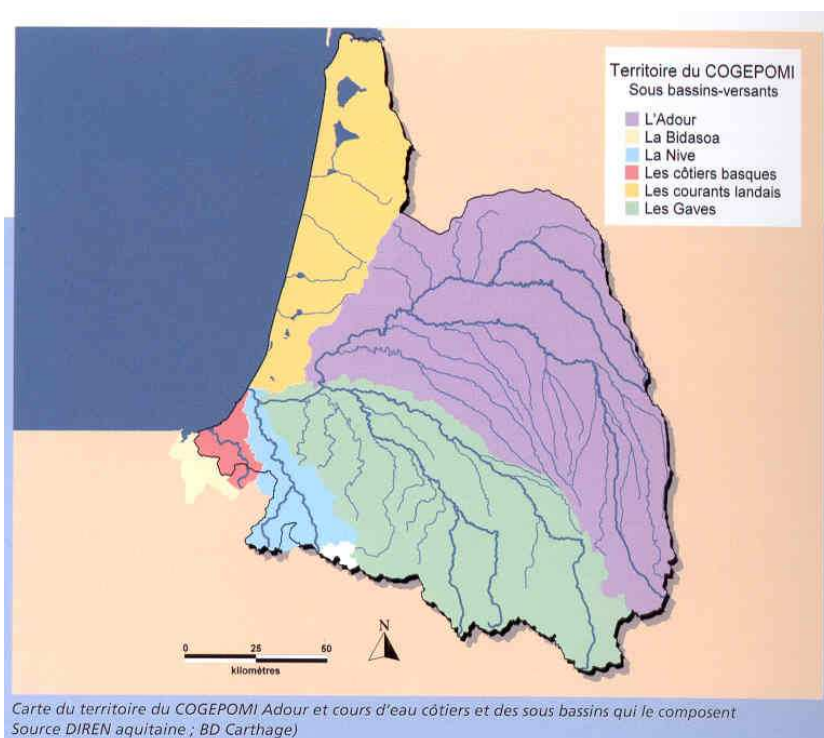 Territoire du COGEPOMI
Sous bassins-versants
L'Adour
La Bidasoa
La Nive
Les côtiers basques
Les courants landais
Les Gaves
N
0 25 50
kilomètres
Carte du territoire du COGEPOMI Adour et cours d'eau côtiers et des sous bassins qui le composent
Source DIREN aquitaine ; BD Carthage)